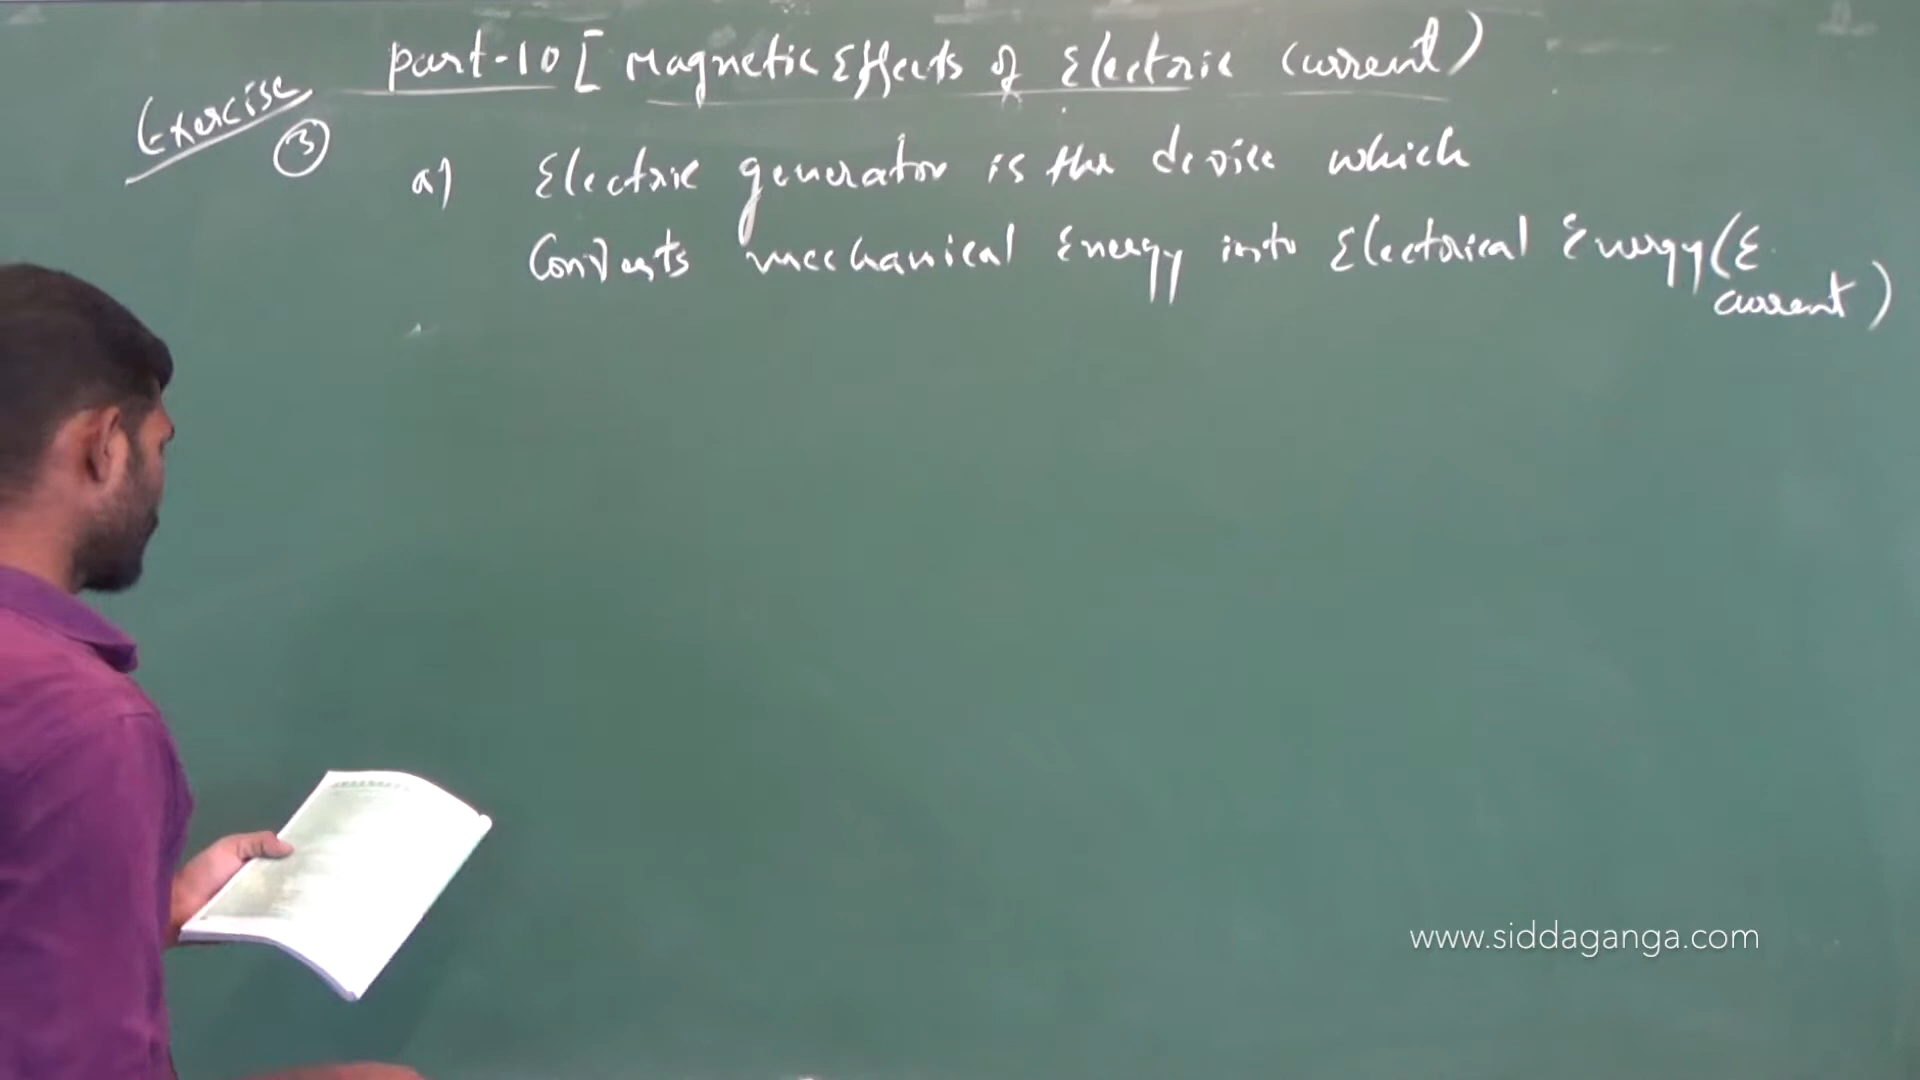 part-10 [Magnetic Effects of Electric Current)
Exercise
3
a) Electric generator is the device which
Converts mechanical Energy into Electrical Energy (E
current)
www.siddaganga.com